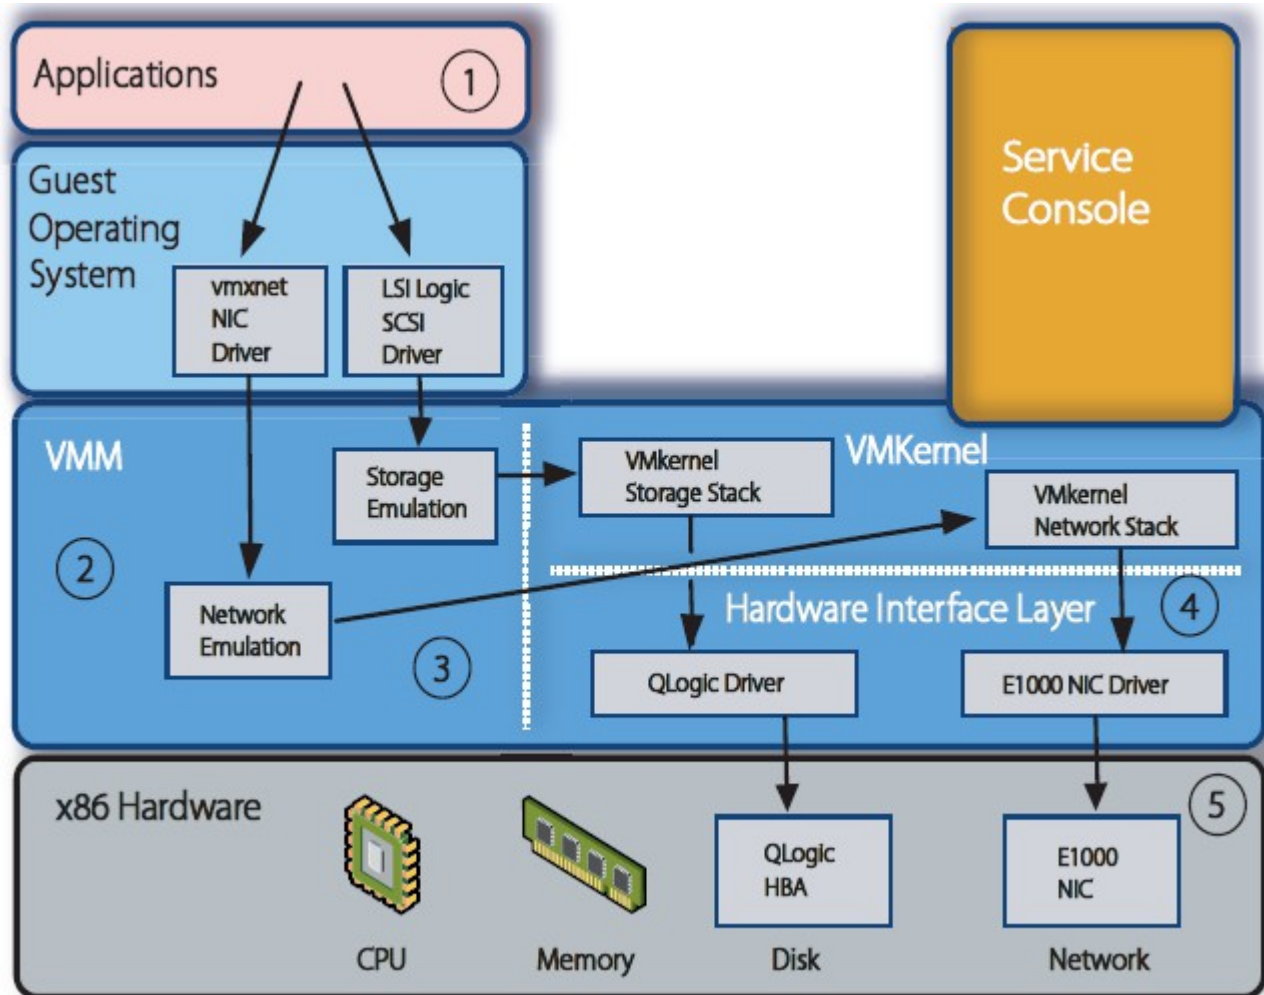 Applications
1
Service
Console
Guest
Operating
System
vmxnet
NIC
Driver
LSI Logic
SCSI
Driver
VMM
VMKernel
Storage
Emulation
VMkernel
Storage Stack
VMkernel
Network Stack
2
Network
Emulation
3
Hardware Interface Layer
4
QLogic Driver
E1000 NIC Driver
x86 Hardware
5
QLogic
HBA
E1000
NIC
CPU
Memory
Disk
Network